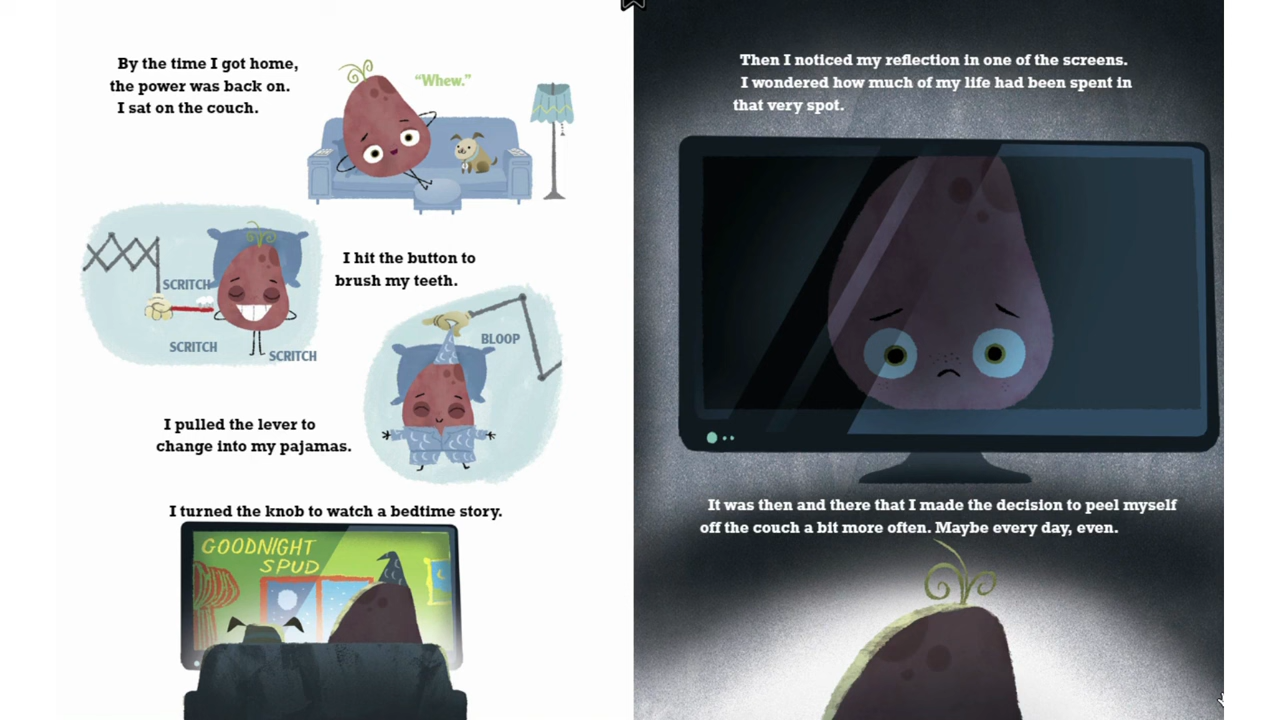 By the time I got home,
the power was back on.
I sat on the couch.
"Whew."
SCRITCH
SCRITCH
SCRITCH
I hit the button to
brush my teeth.
BLOOP
I pulled the lever to
change into my pajamas.
I turned the knob to watch a bedtime story.
GOODNIGHT
SPUD
Then I noticed my reflection in one of the screens.
I wondered how much of my life had been spent in
that very spot.
It was then and there that I made the decision to peel myself
off the couch a bit more often. Maybe every day, even.